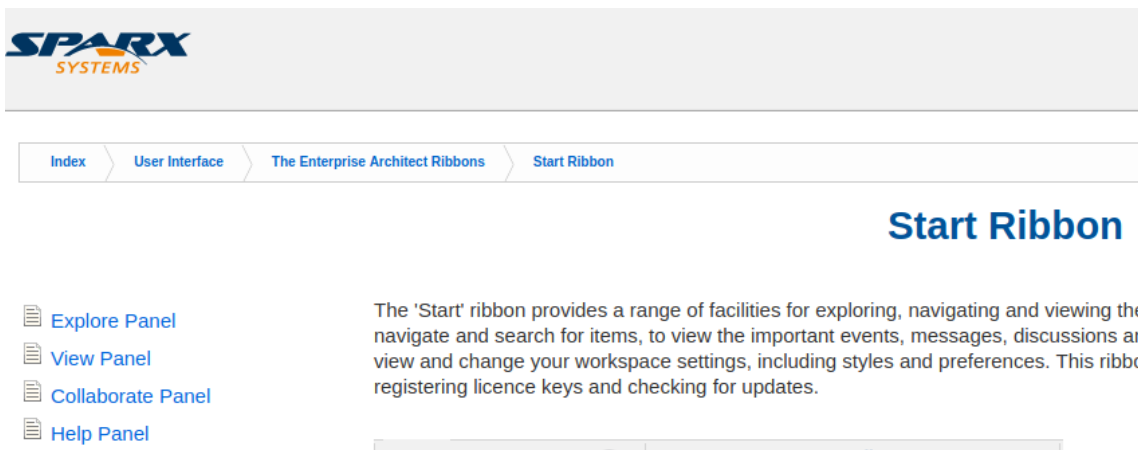 SPARX
SYSTEMS
Index User Interface The Enterprise Architect Ribbons Start Ribbon
Start Ribbon
Explore Panel
View Panel
Collaborate Panel
Help Panel
The 'Start' ribbon provides a range of facilities for exploring, navigating and viewing the
navigate and search for items, to view the important events, messages, discussions
view and change your workspace settings, including styles and preferences. This
registering licence keys and checking for updates.